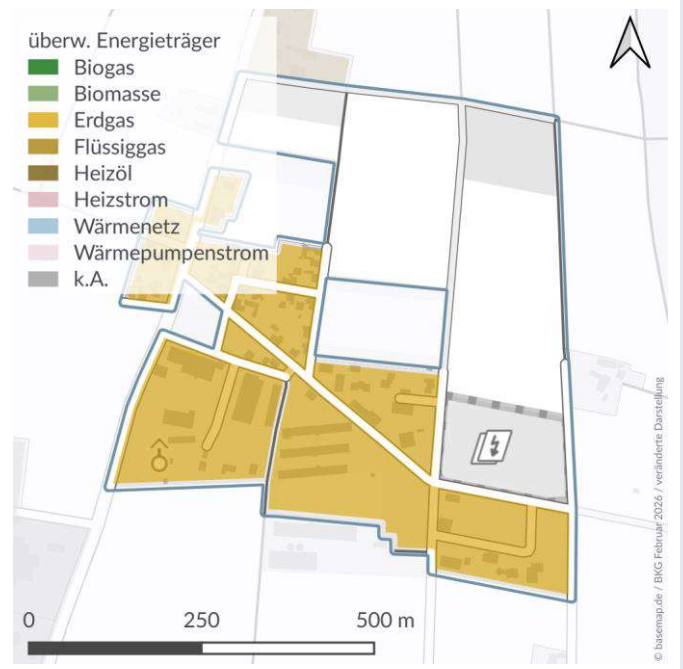 überw. Energieträger
Biogas
Biomasse
Erdgas
Flüssiggas
Heizöl
Heizstrom
Wärmenetz
Wärmepumpenstrom
k.A.
0 250 500 m
© basemap.de / BKG Februar 2026 / veränderte Darstellung